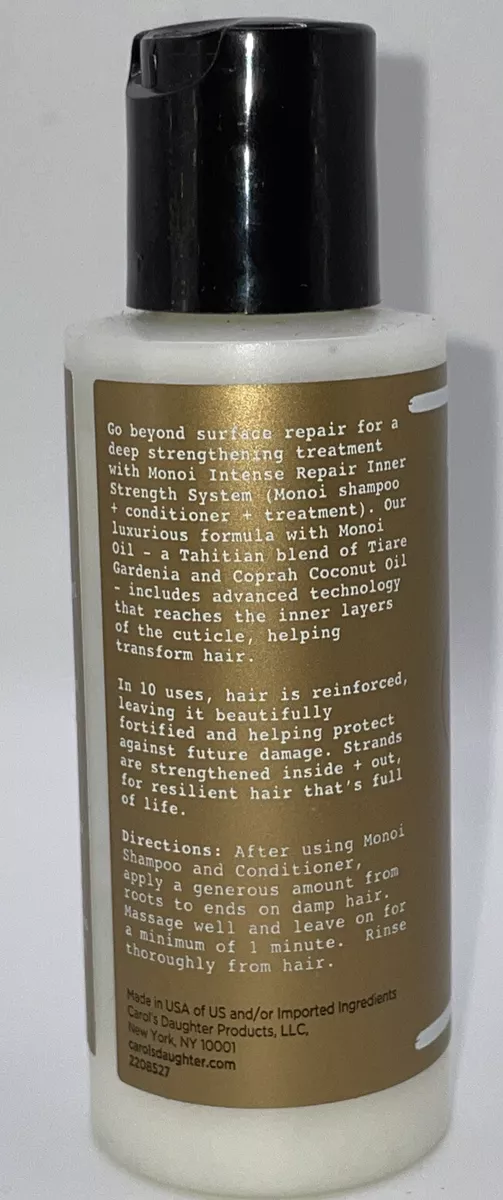 Go beyond surface repair for a
deep strengthening treatment
with Monoi Intense Repair Inner
Strength System (Monoi shampoo
+ conditioner + treatment). Our
luxurious formula with Monoi
Oil - a Tahitian blend of Tiare
Gardenia and Coprah Coconut Oil
- includes advanced technology
that reaches the inner layers
of the cuticle, helping
transform hair.
In 10 uses, hair is reinforced,
leaving it beautifully
fortified and helping protect
against future damage. Strands
are strengthened inside + out,
for resilient hair that's full
of life.
Directions: After using Monoi
Shampoo and Conditioner,
apply a generous amount from
roots to ends on damp hair.
Massage well and leave on for
a minimum of 1 minute. Rinse
thoroughly from hair.
Made in USA of US and/or Imported Ingredients
Carol's Daughter Products, LLC,
New York, NY 10001
carolsdaughter.com
2208527